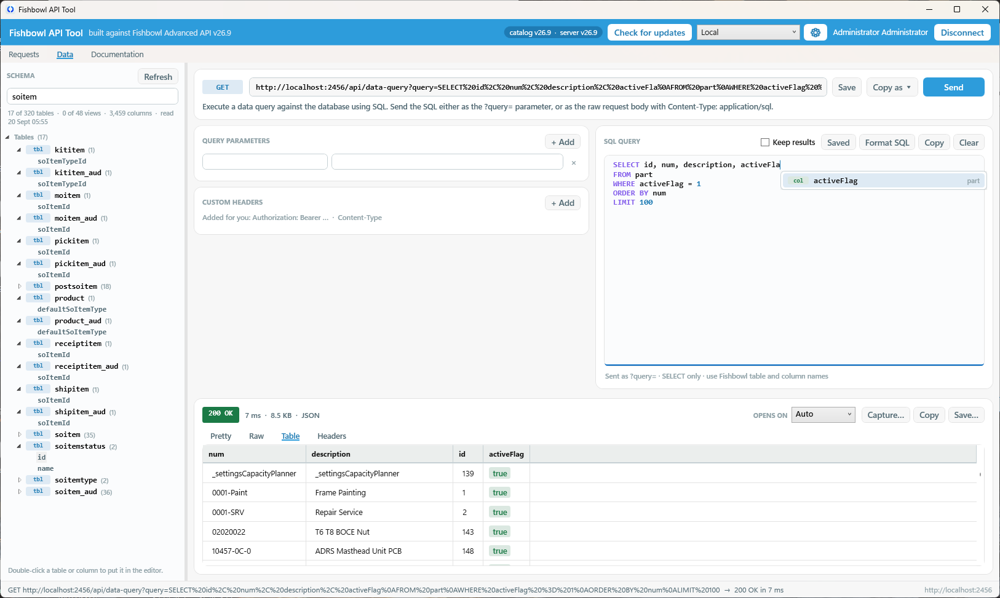 Fishbowl API Tool
Fishbowl API Tool built against Fishbowl Advanced API v26.9 catalog v26.9 · server v26.9 Check for updates Local Administrator Administrator Disconnect
Requests Data Documentation
SCHEMA Refresh
soitem
17 of 320 tables · 0 of 48 views · 3,459 columns · read
20 Sept 05:55
Tables (17)
tbl kititem (1)
soItemTypeId
tbl kititem_aud (1)
soItemTypeId
tbl moitem (1)
soItemId
tbl moitem_aud (1)
soItemId
tbl pickitem (1)
soItemId
tbl pickitem_aud (1)
soItemId
tbl postsoitem (18)
tbl product (1)
defaultSoItemType
tbl product_aud (1)
defaultSoItemType
tbl receiptitem (1)
soItemId
tbl receiptitem_aud (1)
soItemId
tbl shipitem (1)
soItemId
tbl shipitem_aud (1)
soItemId
tbl soitem (35)
tbl soitemstatus (2)
id
name
tbl soitemtype (2)
tbl soitem_aud (36)
Double-click a table or column to put it in the editor.
GET http://localhost:2456/api/data-query?query=SELECT%20id%2C%20num%2C%20description%2C%20activeFla%0AFROM%20part%0AWHERE%20activeFlag%20% Save Copy as Send
Execute a data query against the database using SQL. Send the SQL either as the ?query= parameter, or as the raw request body with Content-Type: application/sql.
QUERY PARAMETERS + Add
×
CUSTOM HEADERS + Add
Added for you: Authorization: Bearer ... · Content-Type
SQL QUERY Keep results Saved Format SQL Copy Clear
SELECT id, num, description, activeFla
FROM part
WHERE activeFlag = 1
ORDER BY num
LIMIT 100
col activeFlag part
Sent as ?query= · SELECT only · use Fishbowl table and column names
200 OK 7 ms · 8.5 KB · JSON OPENS ON Auto Capture... Copy Save...
Pretty Raw Table Headers
num description id activeFlag
_settingsCapacityPlanner _settingsCapacityPlanner 139 true
0001-Paint Frame Painting 1 true
0001-SRV Repair Service 2 true
02020022 T6 T8 BOCE Nut 143 true
10457-0C-0 ADRS Masthead Unit PCB 148 true
GET http://localhost:2456/api/data-query?query=SELECT%20id%2C%20num%2C%20description%2C%20activeFlag%0AFROM%20part%0AWHERE%20activeFlag%20%3D%201%0AORDER%20BY%20num%0ALIMIT%20100 → 200 OK in 7 ms http://localhost:2456